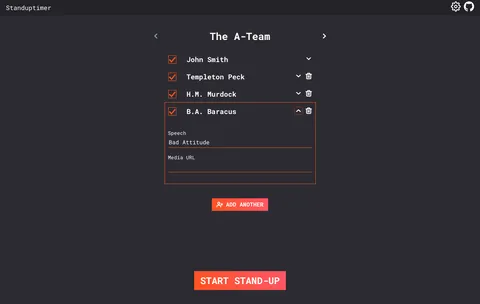 Standuptimer
The A-Team
John Smith
Templeton Peck
H.M. Murdock
B.A. Baracus
Speech
Bad Attitude
Media URL
ADD ANOTHER
START STAND-UP